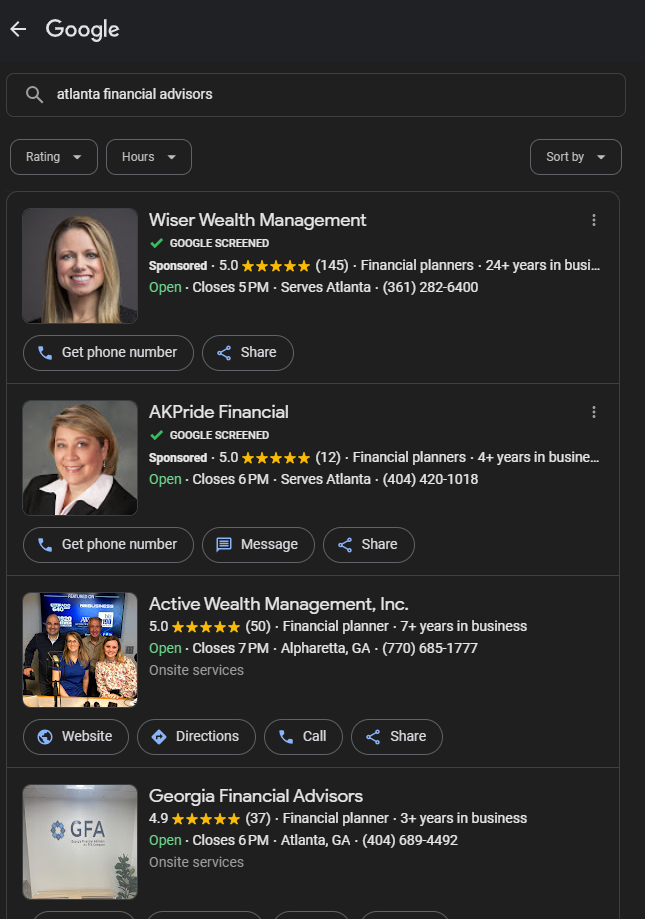 Google
atlanta financial advisors
Rating
Hours
Sort by
Wiser Wealth Management
GOOGLE SCREENED
Sponsored · 5.0 (145) · Financial planners · 24+ years in busi...
Open · Closes 5 PM · Serves Atlanta · (361) 282-6400
Get phone number
Share
AKPride Financial
GOOGLE SCREENED
Sponsored · 5.0 (12) · Financial planners · 4+ years in busine...
Open · Closes 6 PM · Serves Atlanta · (404) 420-1018
Get phone number
Message
Share
FEATURED ON
BUSINESS
Active Wealth Management, Inc.
5.0 (50) · Financial planner · 7+ years in business
Open · Closes 7 PM · Alpharetta, GA · (770) 685-1777
Onsite services
Website
Directions
Call
Share
GFA
Georgia Financial Advisors
4.9 (37) · Financial planner · 3+ years in business
Open · Closes 6 PM · Atlanta, GA · (404) 689-4492
Onsite services